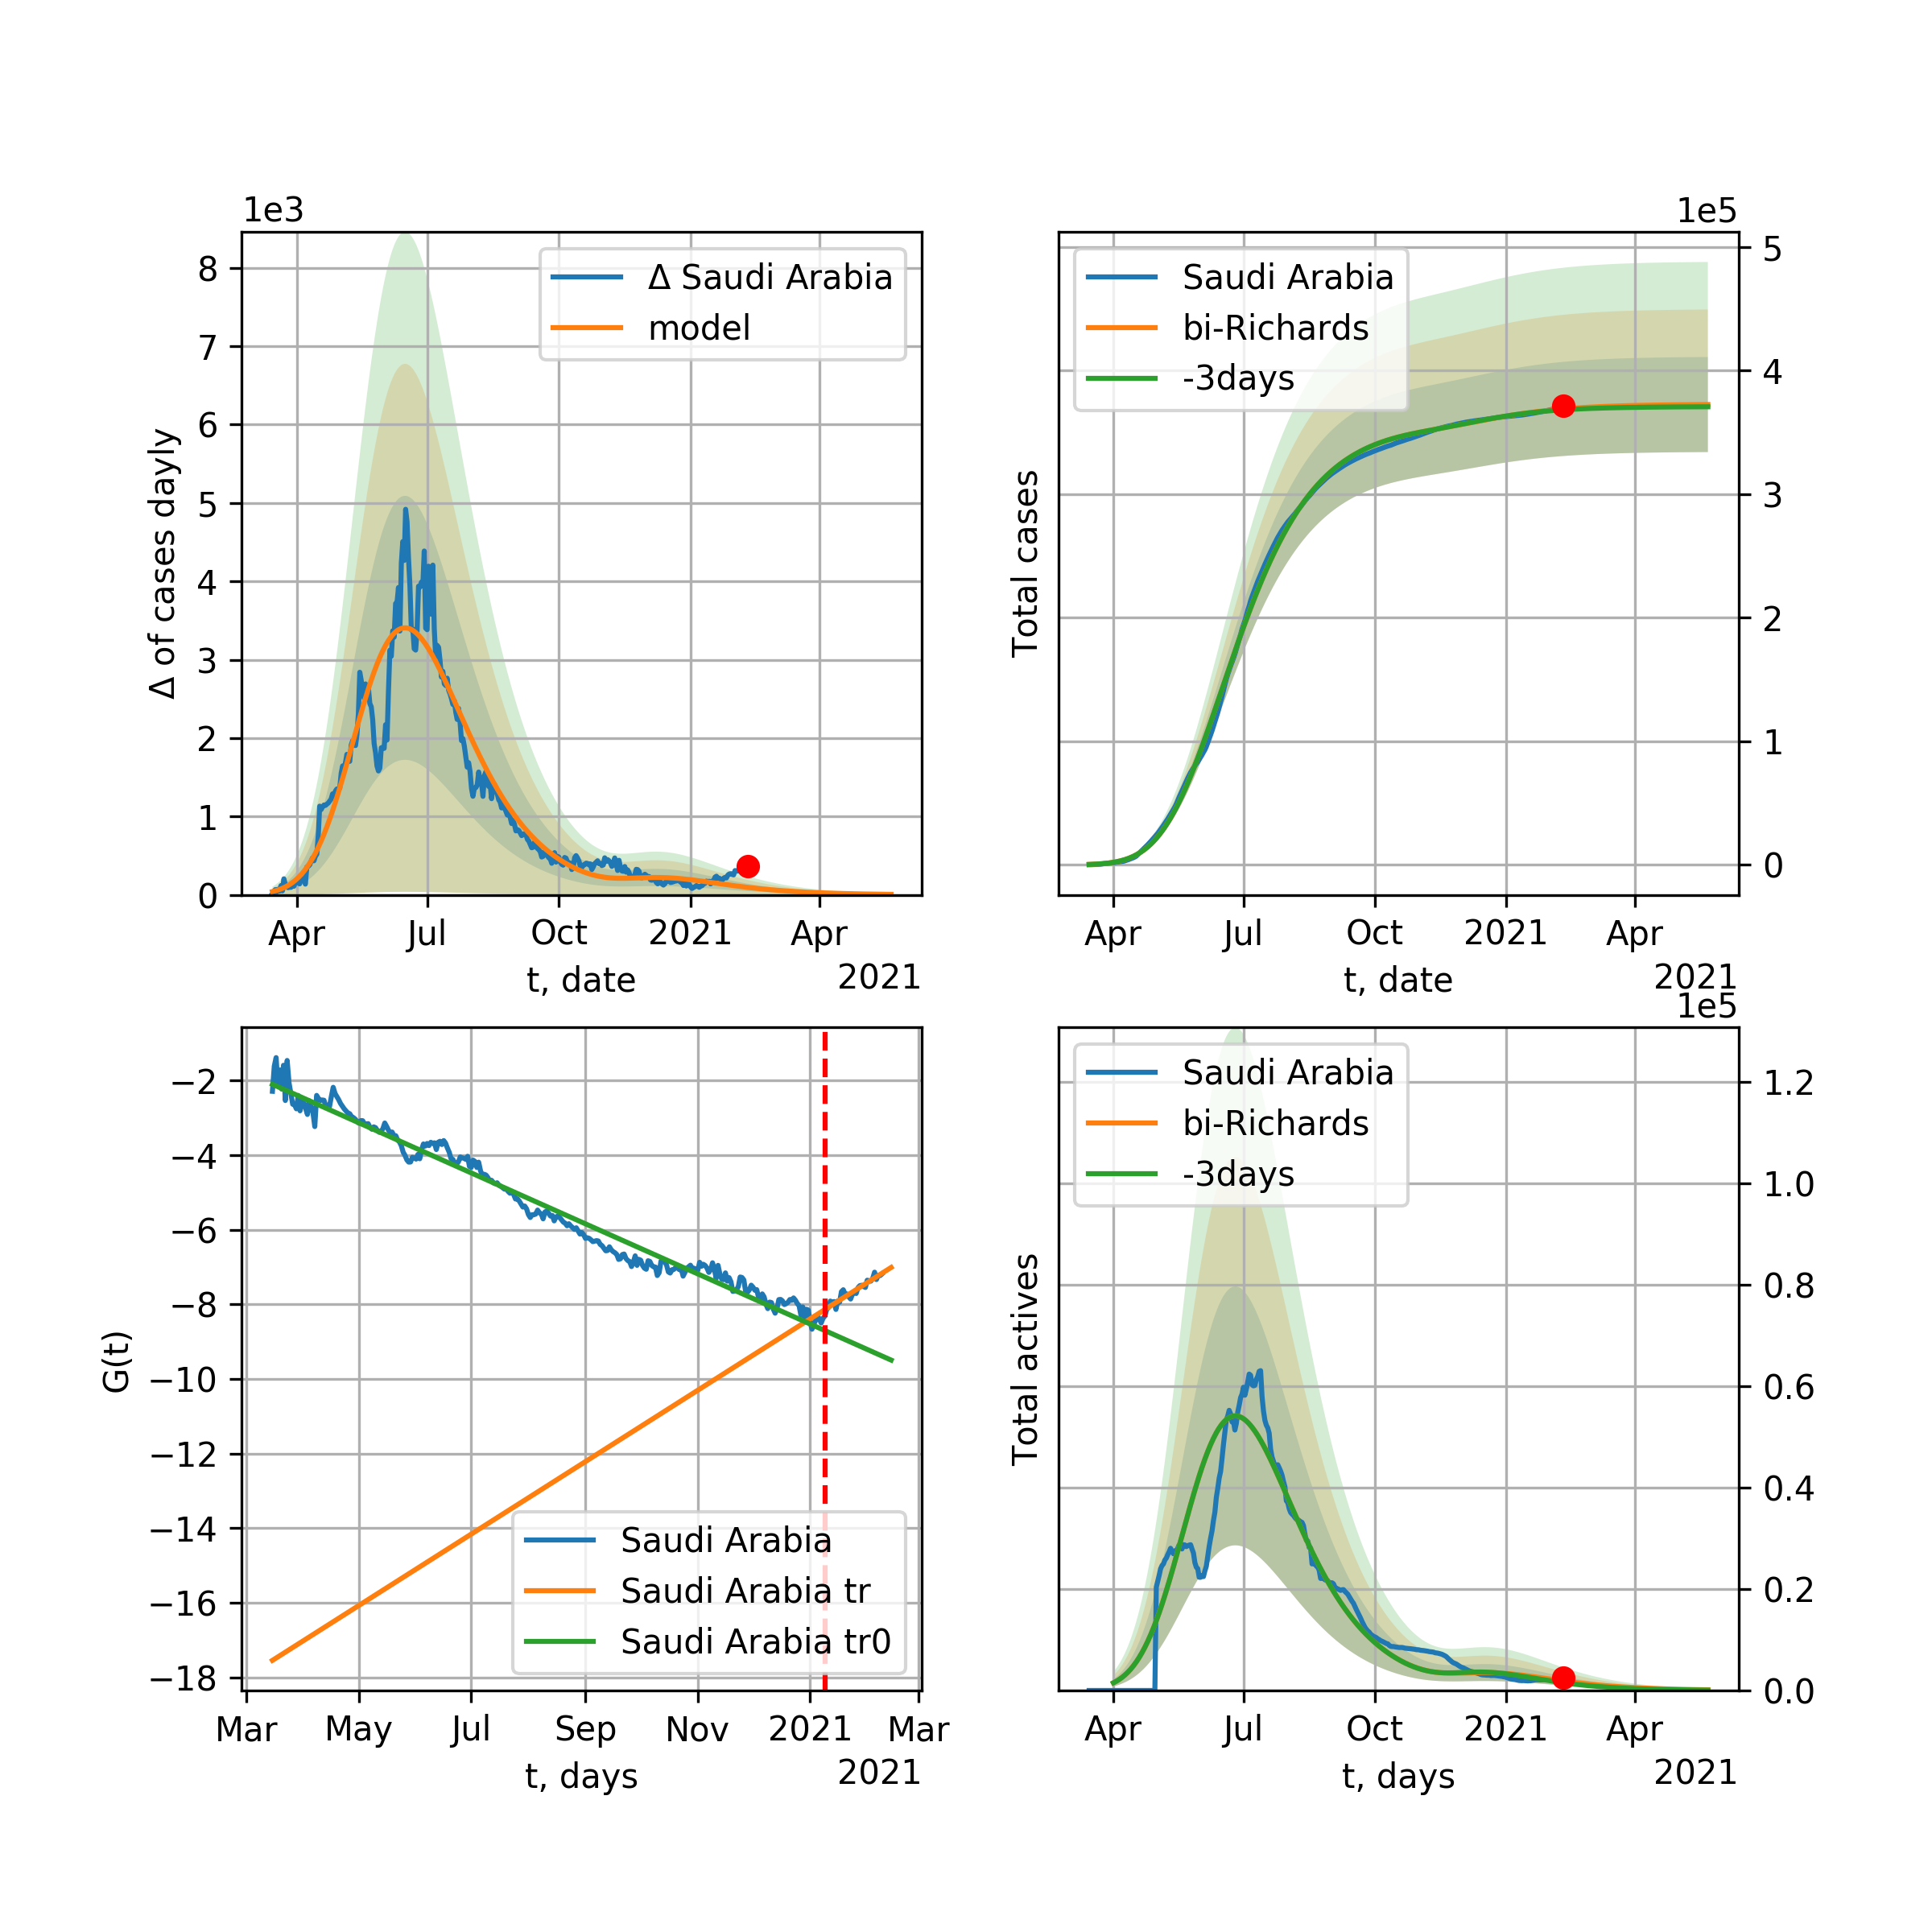 1e3
Δ of cases dayly
8
7
6
5
4
3
2
1
0
Δ Saudi Arabia
model
Apr Jul Oct 2021 Apr
t, date
2021
1e5
Total cases
Saudi Arabia
bi-Richards
-3days
5
4
3
2
1
0
Apr Jul Oct 2021 Apr
t, date
2021
G(t)
−2
−4
−6
−8
−10
−12
−14
−16
−18
Saudi Arabia
Saudi Arabia tr
Saudi Arabia tr0
Mar May Jul Sep Nov 2021 Mar
t, days
2021
1e5
Total actives
Saudi Arabia
bi-Richards
-3days
1.2
1.0
0.8
0.6
0.4
0.2
0.0
Apr Jul Oct 2021 Apr
t, days
2021